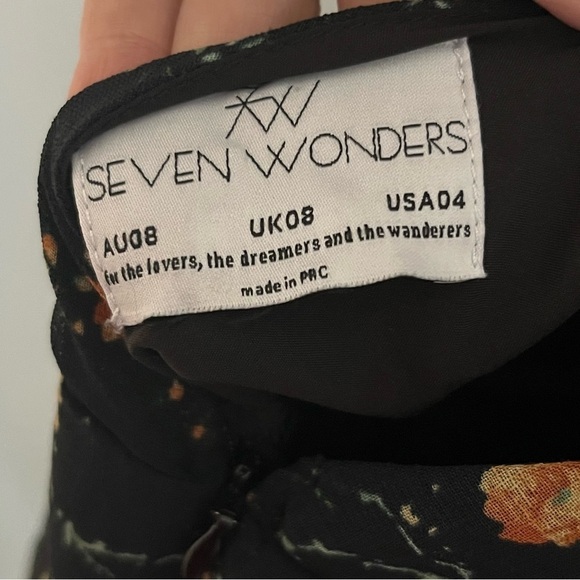 SEVEN WONDERS
AU08 UK08 USA04
for the lovers, the dreamers and the wanderers
made in PRC